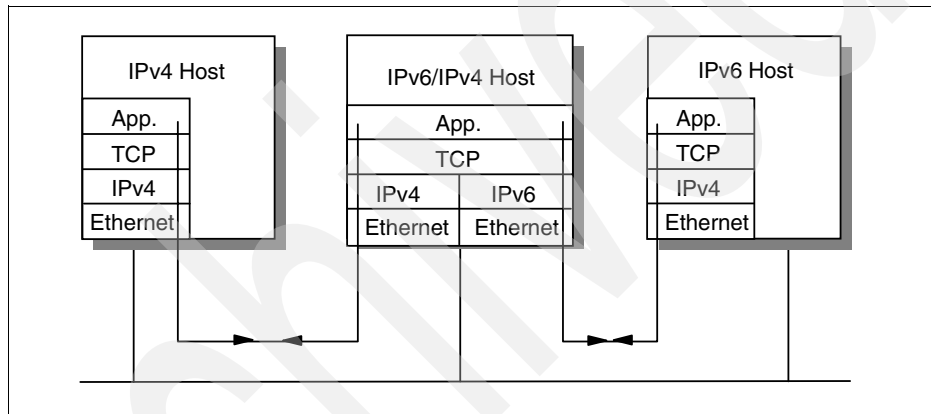 IPv4 Host
App.
TCP
IPv4
Ethernet
IPv6/IPv4 Host
App.
TCP
IPv4 IPv6
Ethernet Ethernet
IPv6 Host
App.
TCP
IPv4
Ethernet